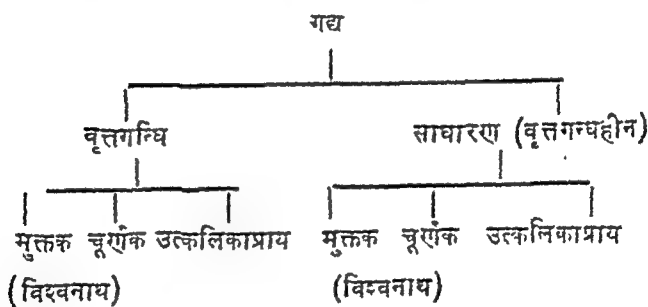 गद्य
वृत्तगन्धि साधारण (वृत्तगन्धहीन)
मुक्तक चूर्णक उत्कलिकाप्राय मुक्तक चूर्णक उत्कलिकाप्राय
(विश्वनाथ) (विश्वनाथ)